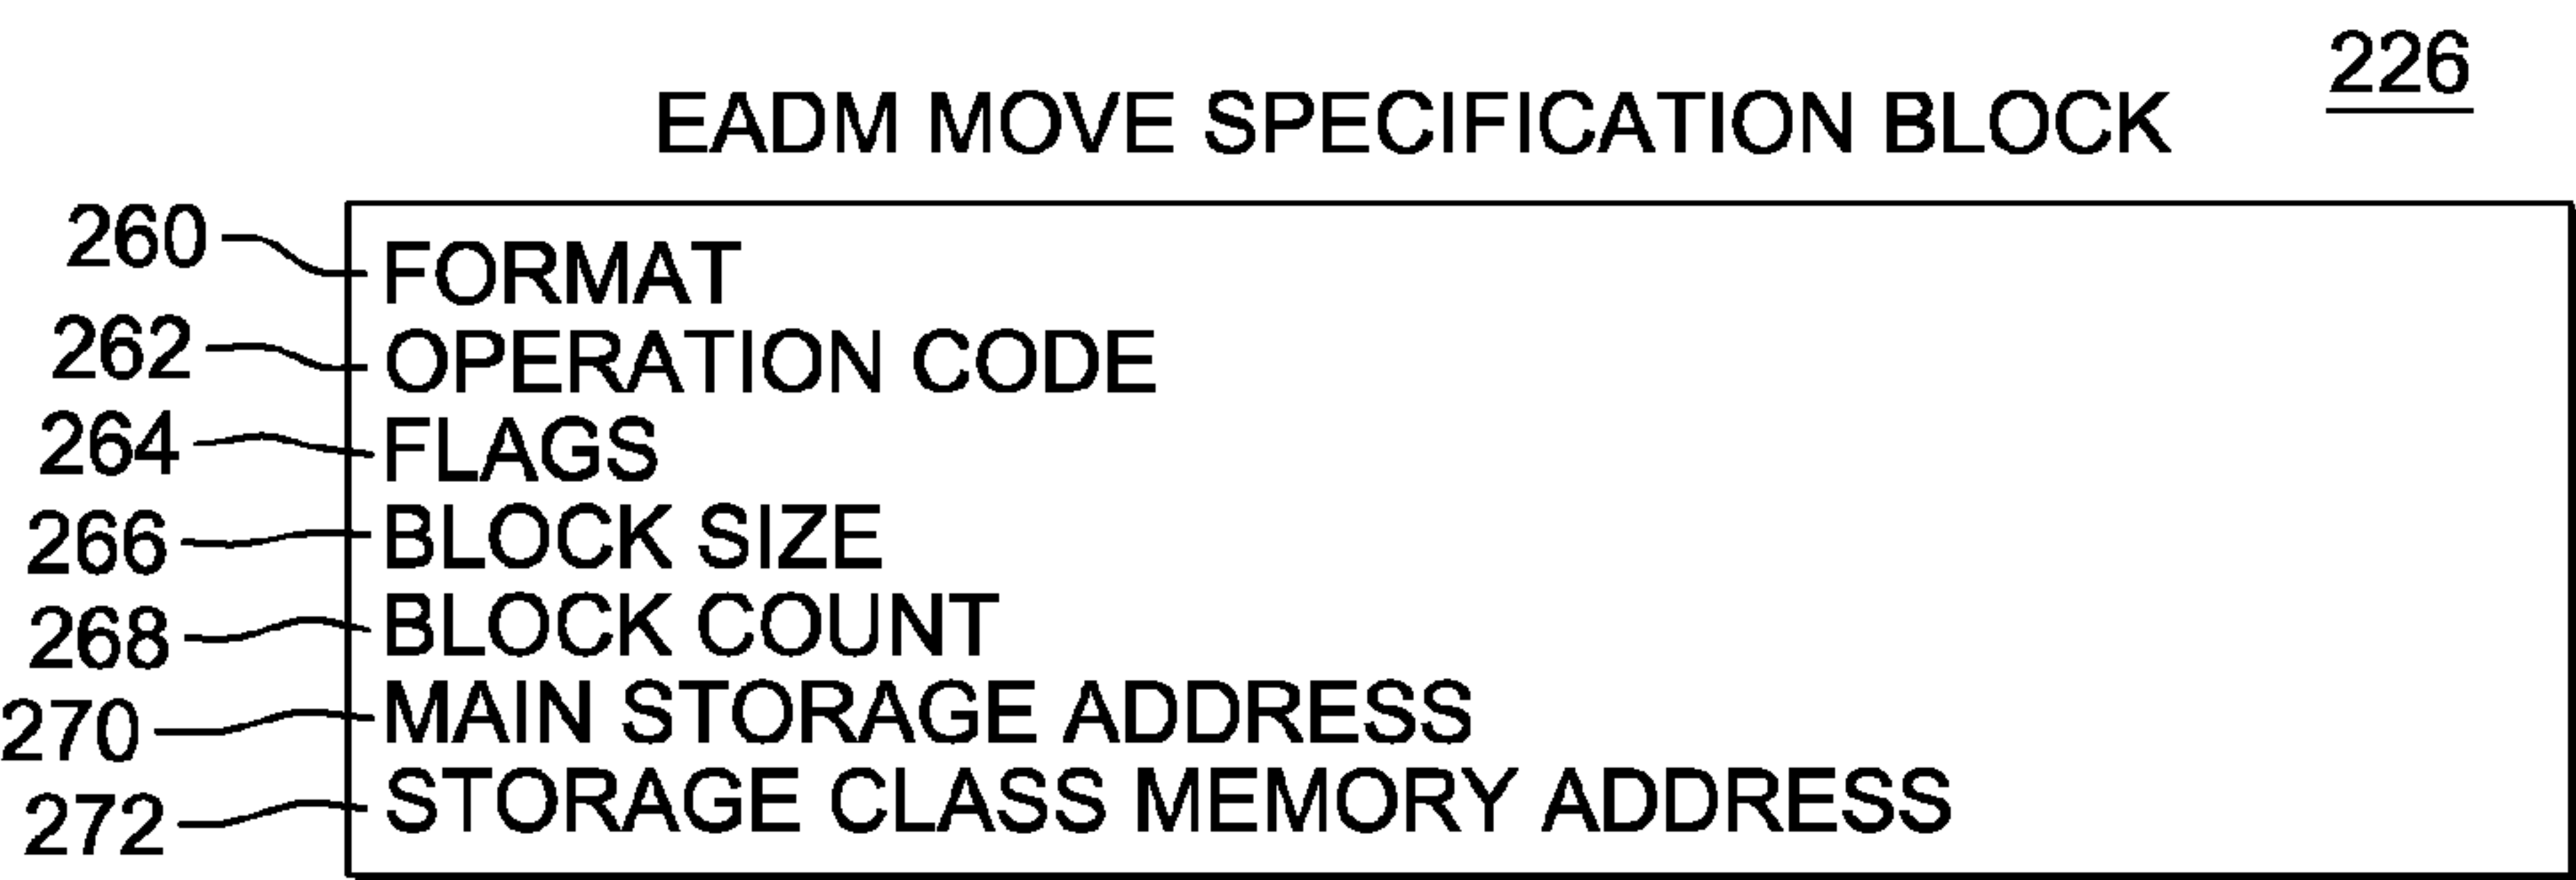 226
EADM MOVE SPECIFICATION BLOCK
260 FORMAT
262 OPERATION CODE
264 FLAGS
266 BLOCK SIZE
268 BLOCK COUNT
270 MAIN STORAGE ADDRESS
272 STORAGE CLASS MEMORY ADDRESS